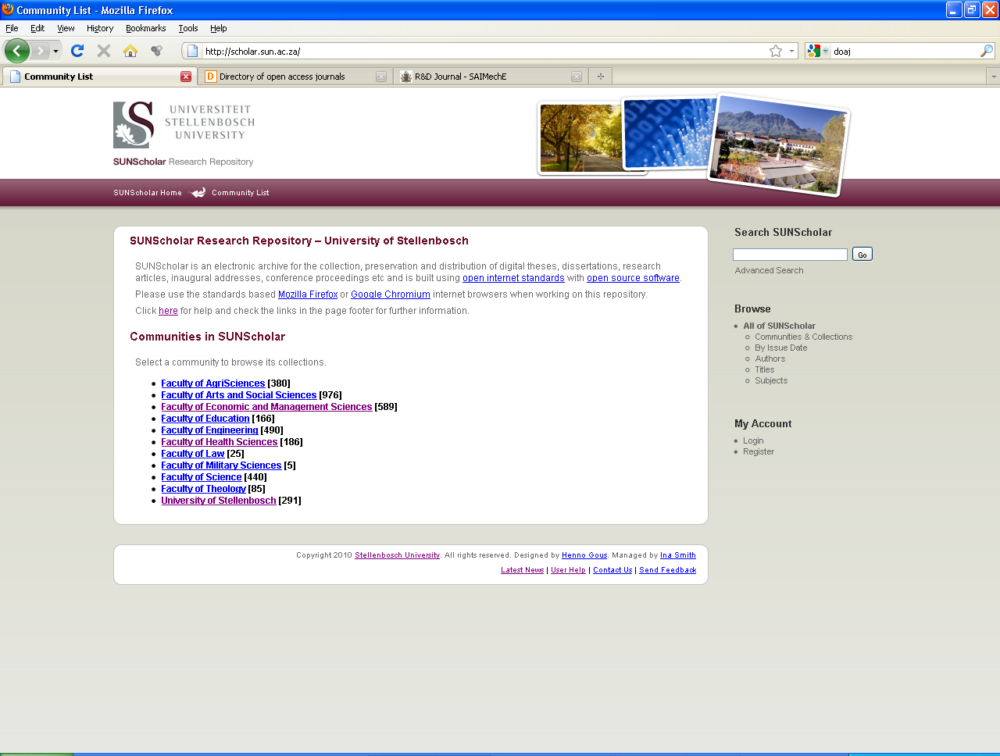 Community List - Mozilla Firefox
File Edit View History Bookmarks Tools Help
http://scholar.sun.ac.za/
doaj
Community List
Directory of open access journals
R&D Journal - SAIMechE
UNIVERSITEIT
STELLENBOSCH
UNIVERSITY
SUNScholar Research Repository
SUNScholar Home Community List
SUNScholar Research Repository – University of Stellenbosch
SUNScholar is an electronic archive for the collection, preservation and distribution of digital theses, dissertations, research
articles, inaugural addresses, conference proceedings etc and is built using open internet standards with open source software.
Please use the standards based Mozilla Firefox or Google Chromium internet browsers when working on this repository.
Click here for help and check the links in the page footer for further information.
Communities in SUNScholar
Select a community to browse its collections.
Faculty of AgriSciences [380]
Faculty of Arts and Social Sciences [976]
Faculty of Economic and Management Sciences [589]
Faculty of Education [166]
Faculty of Engineering [490]
Faculty of Health Sciences [186]
Faculty of Law [25]
Faculty of Military Sciences [5]
Faculty of Science [440]
Faculty of Theology [85]
University of Stellenbosch [291]
Search SUNScholar
Go
Advanced Search
Browse
All of SUNScholar
Communities & Collections
By Issue Date
Authors
Titles
Subjects
My Account
Login
Register
Copyright 2010 Stellenbosch University. All rights reserved. Designed by Henno Gous. Managed by Ina Smith
Latest News | User Help | Contact Us | Send Feedback